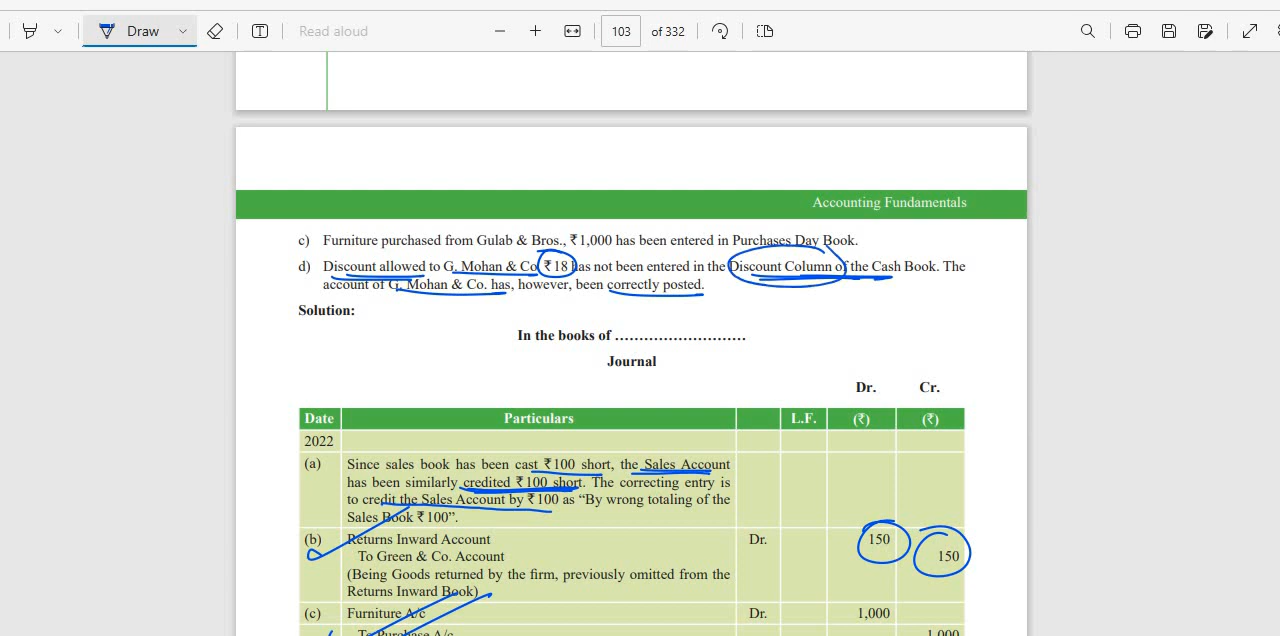 Draw
T
Read aloud
103
of 332
Accounting Fundamentals
c) Furniture purchased from Gulab & Bros., ₹1,000 has been entered in Purchases Day Book.
d) Discount allowed to G. Mohan & Co ₹18 has not been entered in the Discount Column of the Cash Book. The
account of G. Mohan & Co. has, however, been correctly posted.
Solution:
In the books of ...........................
Journal
Dr. Cr.
Date Particulars L.F. (₹) (₹)
2022
(a) Since sales book has been cast ₹100 short, the Sales Account
has been similarly credited ₹100 short. The correcting entry is
to credit the Sales Account by ₹100 as “By wrong totaling of the
Sales Book ₹100”.
(b) Returns Inward Account Dr. 150
To Green & Co. Account 150
(Being Goods returned by the firm, previously omitted from the
Returns Inward Book)
(c) Furniture A/c Dr. 1,000
To Purchase A/c 1,000